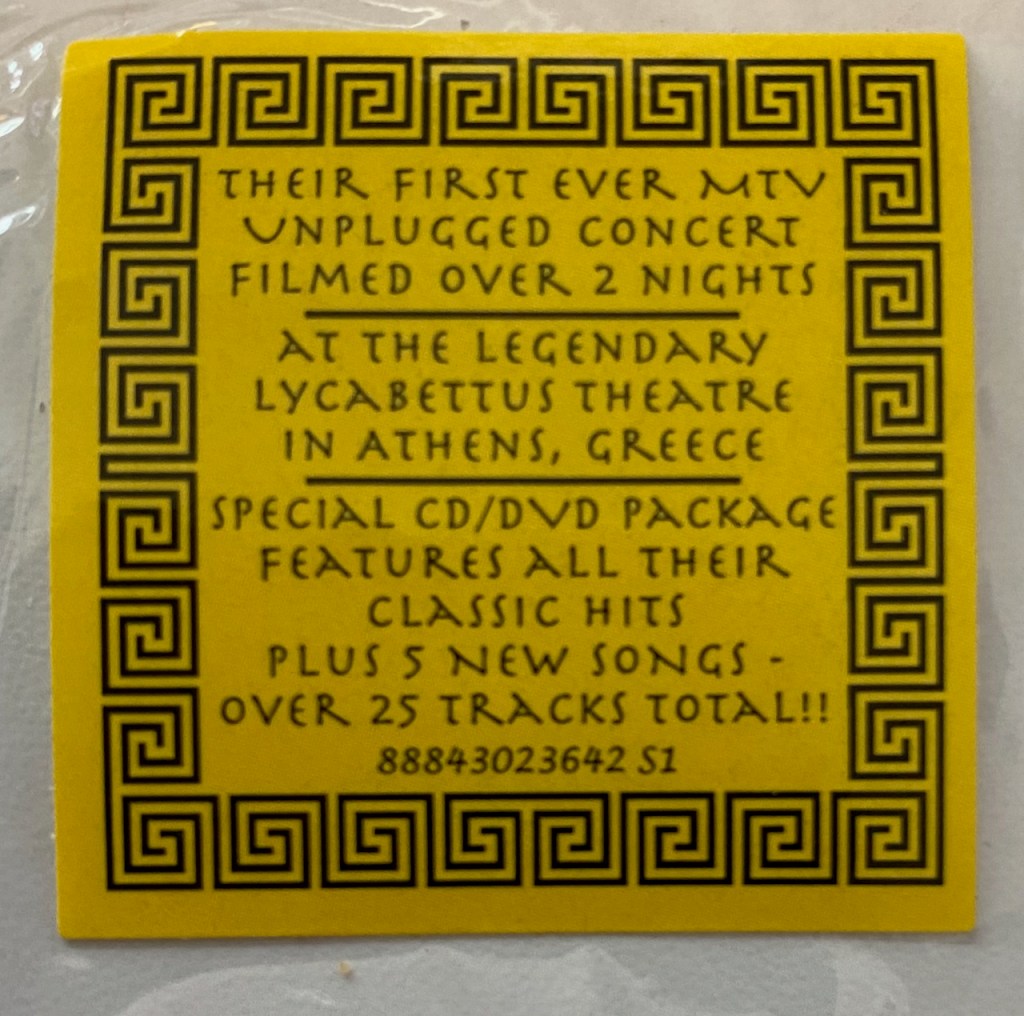 THEIR FIRST EVER MTV
UNPLUGGED CONCERT
FILMED OVER 2 NIGHTS
AT THE LEGENDARY
LYCABETTUS THEATRE
IN ATHENS, GREECE
SPECIAL CD/DVD PACKAGE
FEATURES ALL THEIR
CLASSIC HITS
PLUS 5 NEW SONGS -
OVER 25 TRACKS TOTAL!!
88843023642 S1